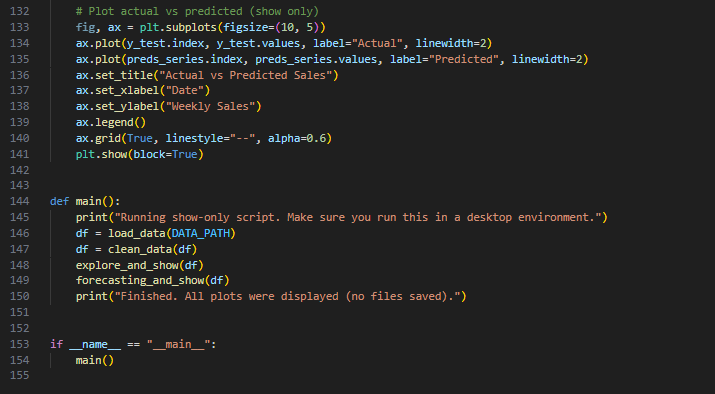 132 # Plot actual vs predicted (show only)
133 fig, ax = plt.subplots(figsize=(10, 5))
134 ax.plot(y_test.index, y_test.values, label="Actual", linewidth=2)
135 ax.plot(preds_series.index, preds_series.values, label="Predicted", linewidth=2)
136 ax.set_title("Actual vs Predicted Sales")
137 ax.set_xlabel("Date")
138 ax.set_ylabel("Weekly Sales")
139 ax.legend()
140 ax.grid(True, linestyle="--", alpha=0.6)
141 plt.show(block=True)
142
143
144 def main():
145 print("Running show-only script. Make sure you run this in a desktop environment.")
146 df = load_data(DATA_PATH)
147 df = clean_data(df)
148 explore_and_show(df)
149 forecasting_and_show(df)
150 print("Finished. All plots were displayed (no files saved).")
151
152
153 if __name__ == "__main__":
154 main()
155